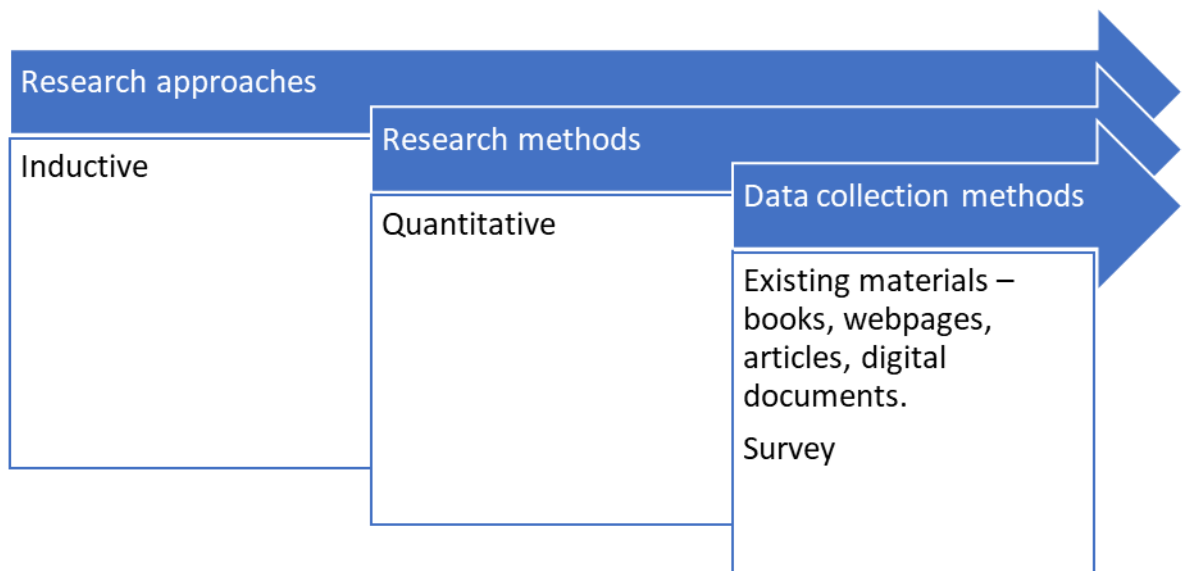 Research approaches
Inductive
Research methods
Quantitative
Data collection methods
Existing materials –
books, webpages,
articles, digital
documents.
Survey